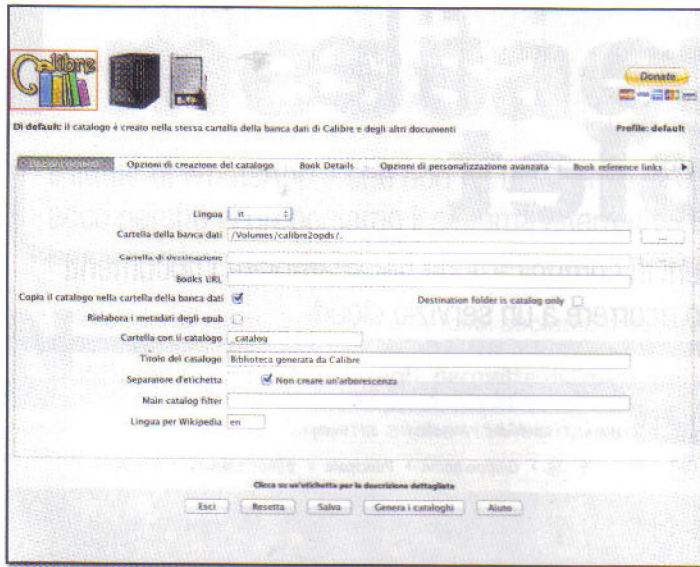 Calibre
Donate
Di default: il catalogo è creato nella stessa cartella della banca dati di Calibre e degli altri documenti
Profile: default
Opzioni di creazione del catalogo
Book Details
Opzioni di personalizzazione avanzata
Book reference links
Lingua it
Cartella della banca dati /Volumes/calibre2opds/. ...
Cartella di destinazione
Books URL
Copia il catalogo nella cartella della banca dati
Destination folder is catalog only
Rielabora i metadati degli epub
Cartella con il catalogo _catalog
Titolo del catalogo Biblioteca generata da Calibre
Separatore d'etichetta Non creare un'arborescenza
Main catalog filter
Lingua per Wikipedia en
Clicca su un'etichetta per la descrizione dettagliata
Esci Resetta Salva Genera i cataloghi Aiuto